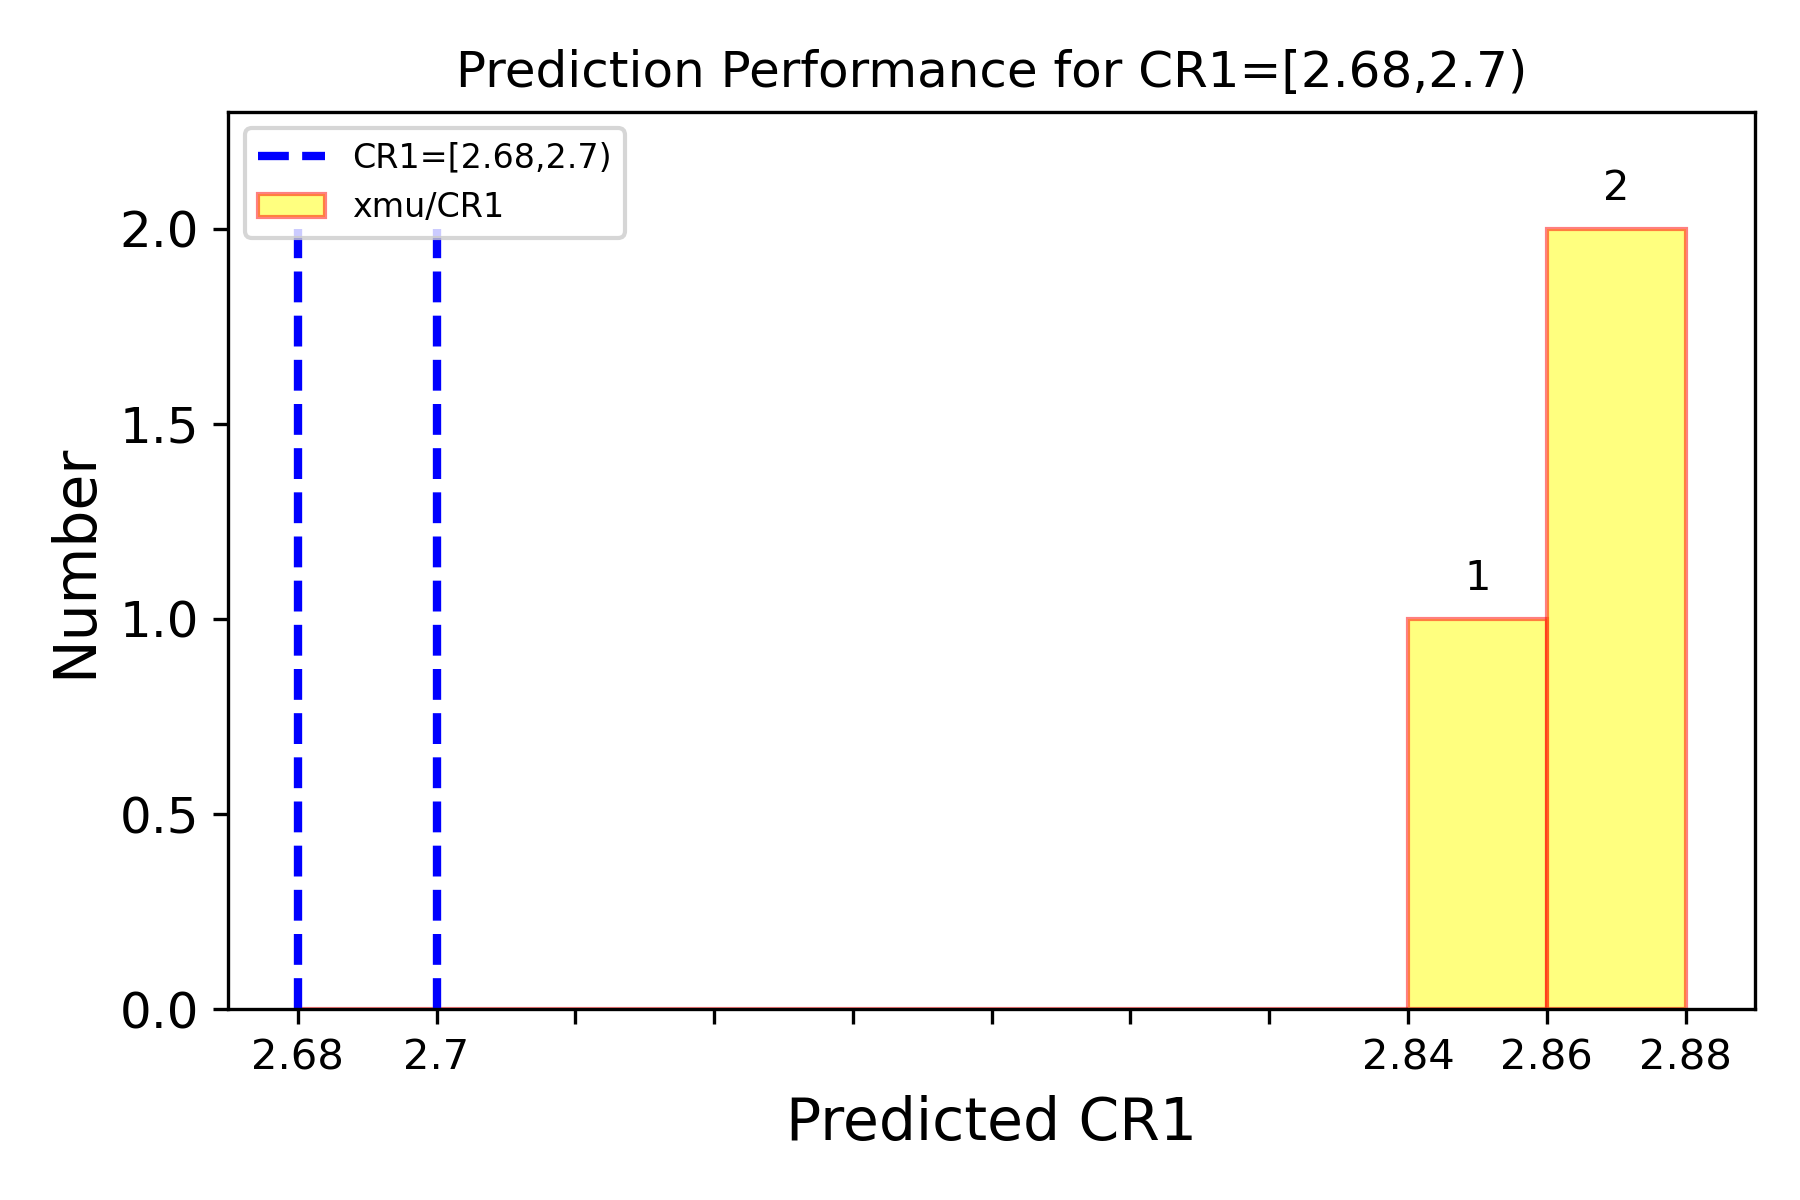 Prediction Performance for CR1=[2.68,2.7)
CR1=[2.68,2.7)
xmu/CR1
2
1
2.0
1.5
1.0
0.5
0.0
Number
2.68 2.7 2.84 2.86 2.88
Predicted CR1